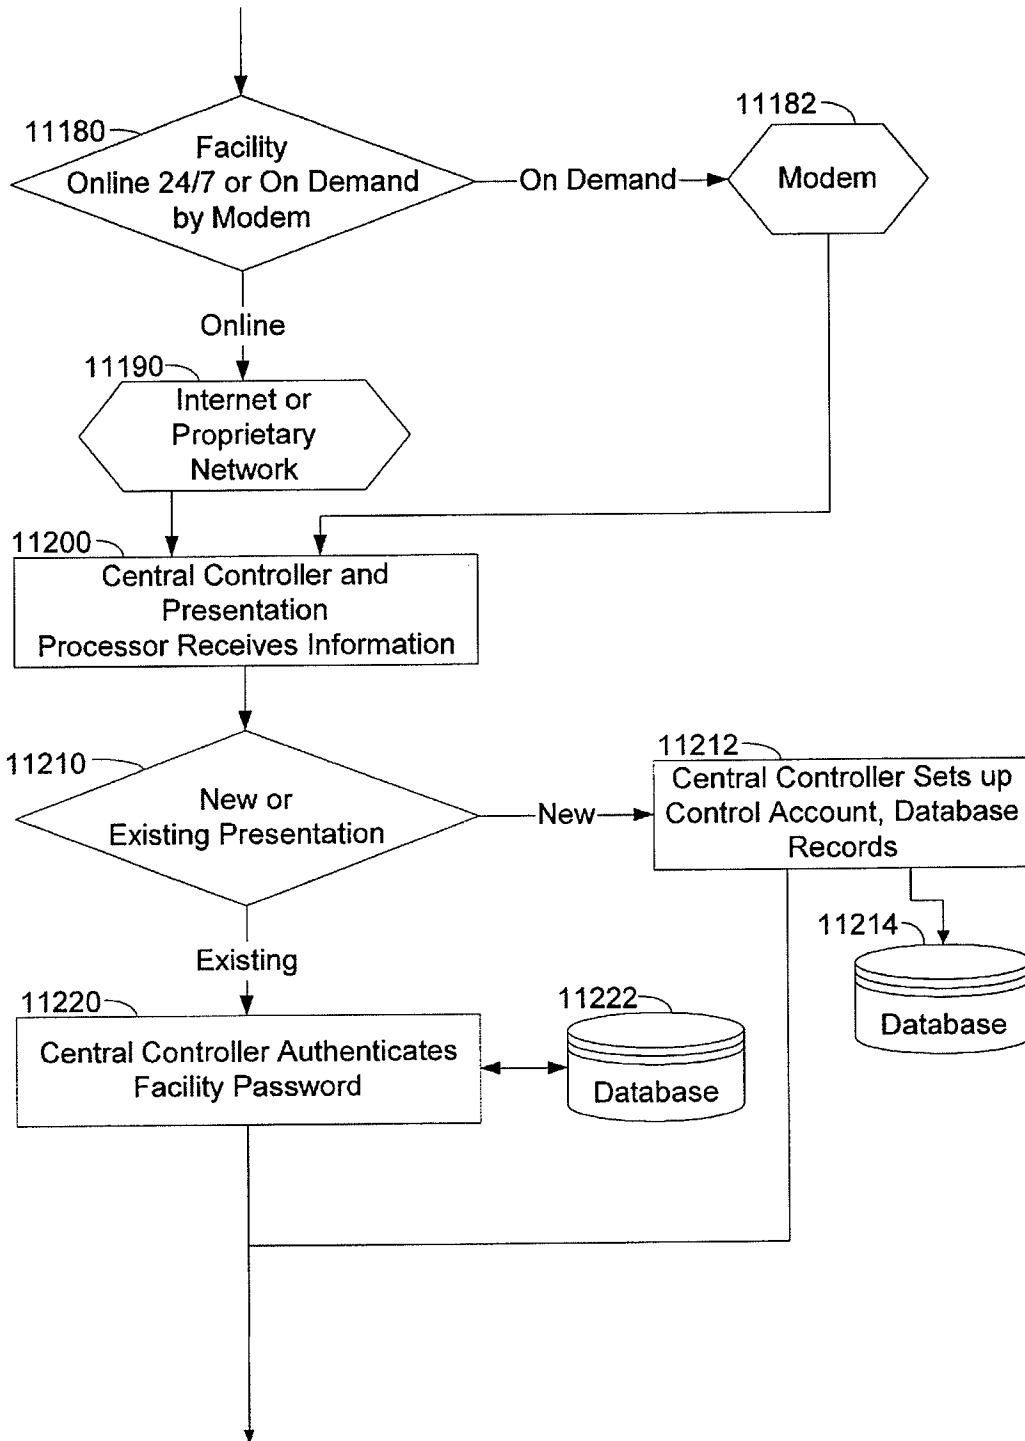 11180
Facility
Online 24/7 or On Demand
by Modem
On Demand
11182
Modem
Online
11190
Internet or
Proprietary
Network
11200
Central Controller and
Presentation
Processor Receives Information
11210
New or
Existing Presentation
New
11212
Central Controller Sets up
Control Account, Database
Records
11214
Database
Existing
11220
Central Controller Authenticates
Facility Password
11222
Database